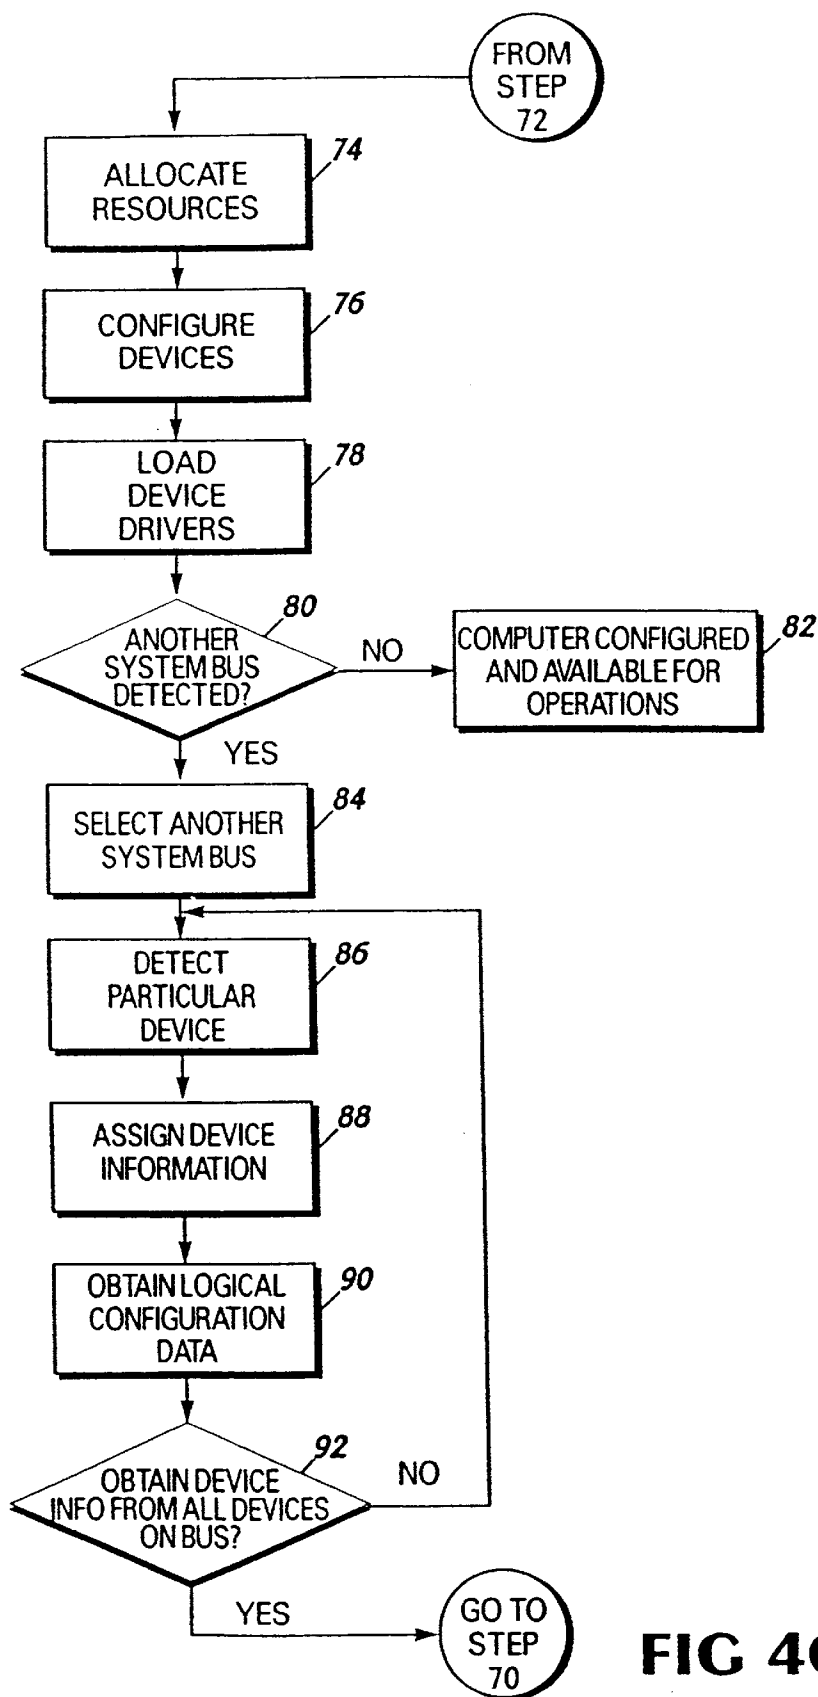 FROM
STEP
72
ALLOCATE
RESOURCES
74
CONFIGURE
DEVICES
76
LOAD
DEVICE
DRIVERS
78
ANOTHER
SYSTEM BUS
DETECTED?
80
NO
COMPUTER CONFIGURED
AND AVAILABLE FOR
OPERATIONS
82
YES
SELECT ANOTHER
SYSTEM BUS
84
DETECT
PARTICULAR
DEVICE
86
ASSIGN DEVICE
INFORMATION
88
OBTAIN LOGICAL
CONFIGURATION
DATA
90
OBTAIN DEVICE
INFO FROM ALL DEVICES
ON BUS?
92
NO
YES
GO TO
STEP
70
FIG